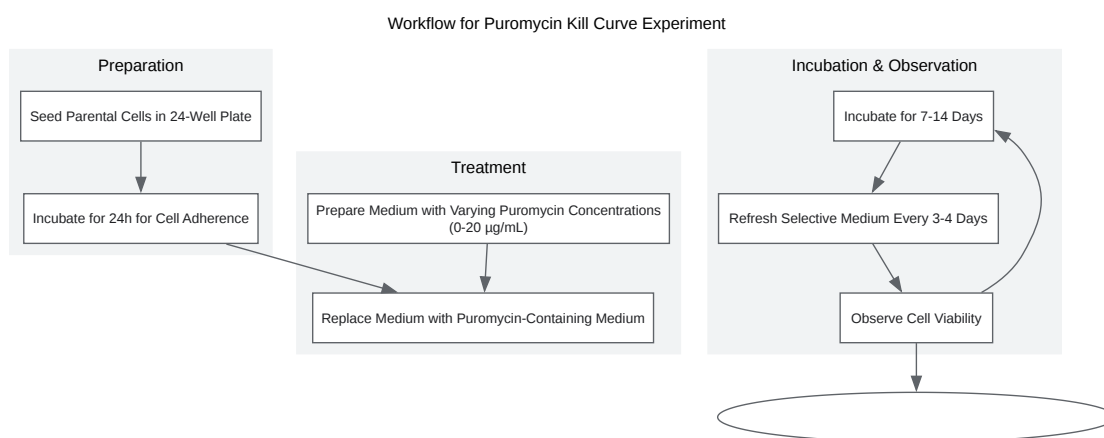 Workflow for Puromycin Kill Curve Experiment
Preparation
Seed Parental Cells in 24-Well Plate
Incubate for 24h for Cell Adherence
Treatment
Prepare Medium with Varying Puromycin Concentrations
(0-20 µg/mL)
Replace Medium with Puromycin-Containing Medium
Incubation & Observation
Incubate for 7-14 Days
Refresh Selective Medium Every 3-4 Days
Observe Cell Viability